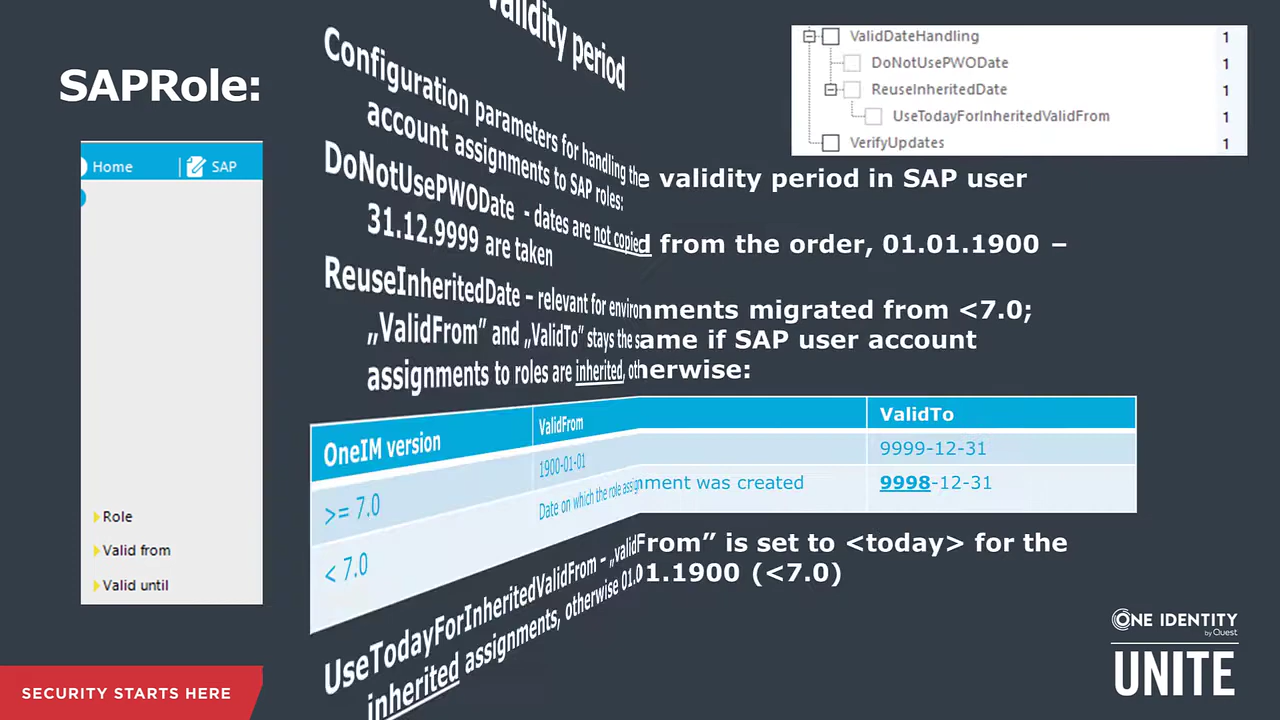 validity period
SAPRole:
Home | SAP
Role
Valid from
Valid until
ValidDateHandling 1
DoNotUsePWODate 1
ReuseInheritedDate 1
UseTodayForInheritedValidFrom 1
VerifyUpdates 1
Configuration parameters for handling the validity period in SAP user
account assignments to SAP roles:
DoNotUsePWODate - dates are not copied from the order, 01.01.1900 –
31.12.9999 are taken
ReuseInheritedDate – relevant for environments migrated from <7.0;
„ValidFrom” and „ValidTo” stays the same if SAP user account
assignments to roles are inherited, otherwise:
OneIM version ValidFrom ValidTo
>= 7.0 1900-01-01 9999-12-31
< 7.0 Date on which the role assignment was created 9998-12-31
UseTodayForInheritedValidFrom – „validFrom” is set to <today> for the
inherited assignments, otherwise 01.01.1900 (<7.0)
SECURITY STARTS HERE
ONE IDENTITY
by Quest
UNITE